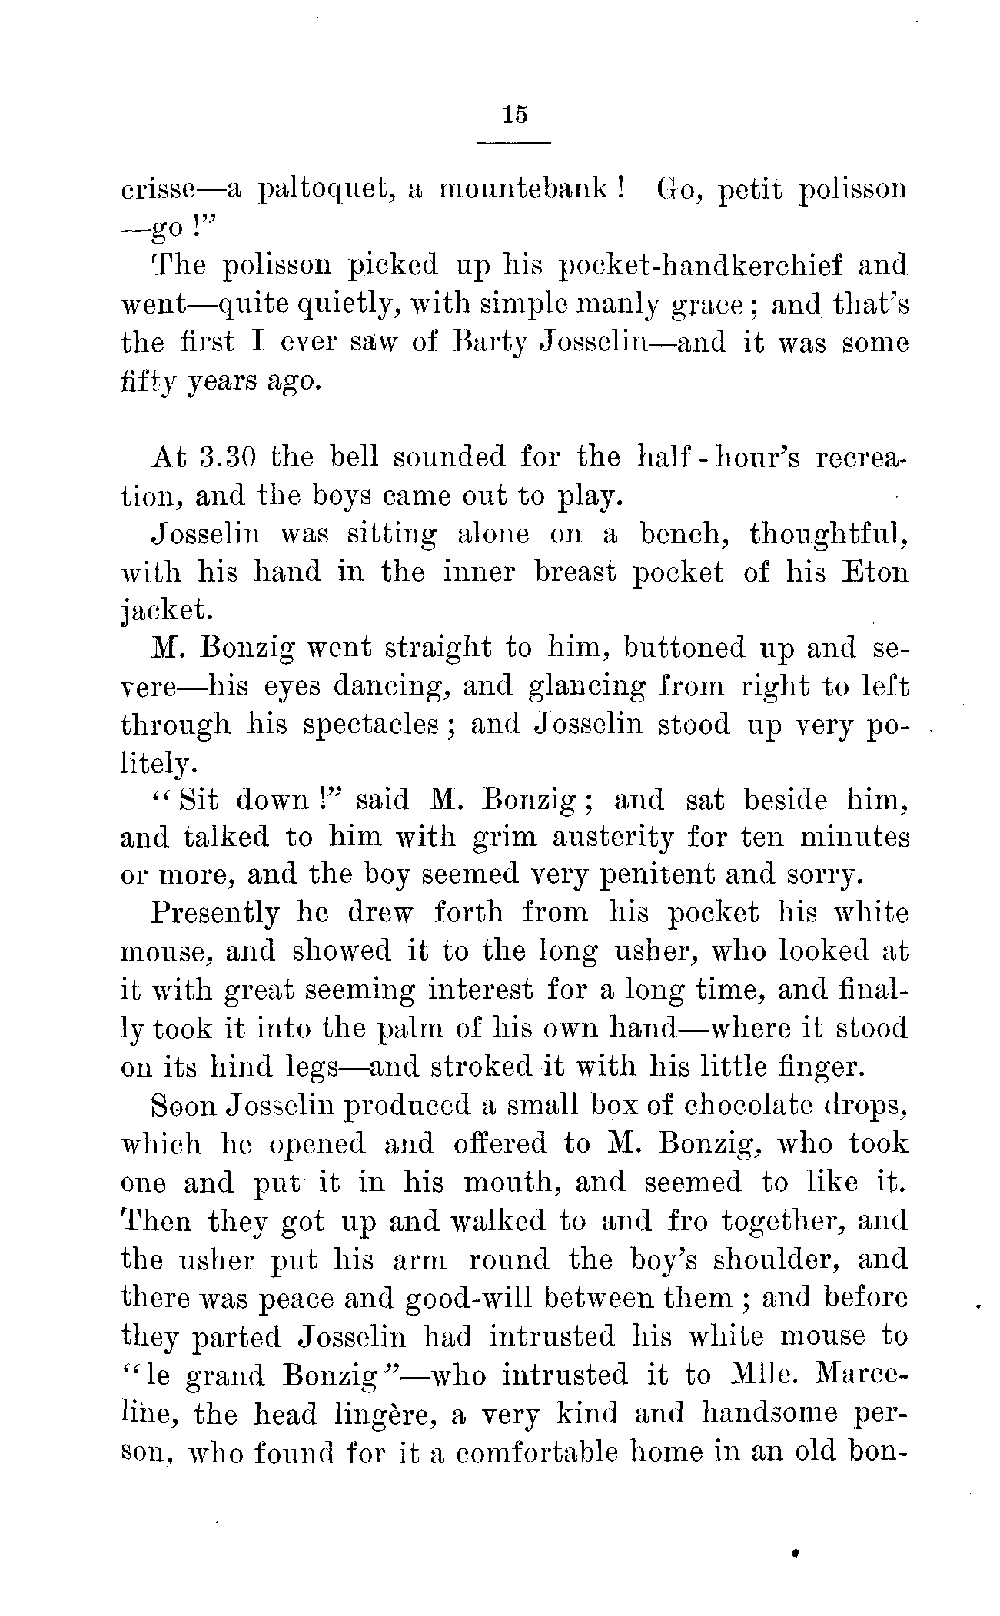 15
crisse—a paltoquet, a mountebank ! Go, petit polisson
—go !”
The polisson picked up his pocket-handkerchief and
went—quite quietly, with simple manly grace ; and that’s
the first I ever saw of Barty Josselin—and it was some
fifty years ago.
At 3.30 the bell sounded for the half-hour’s recrea-
tion, and the boys came out to play.
Josselin was sitting alone on a bench, thoughtful,
with his hand in the inner breast pocket of his Eton
jacket.
M. Bonzig went straight to him, buttoned up and se-
vere—his eyes dancing, and glancing from right to left
through his spectacles ; and Josselin stood up very po-
litely.
“ Sit down !” said M. Bonzig ; and sat beside him,
and talked to him with grim austerity for ten minutes
or more, and the boy seemed very penitent and sorry.
Presently he drew forth from his pocket his white
mouse, and showed it to the long usher, who looked at
it with great seeming interest for a long time, and final-
ly took it into the palm of his own hand—where it stood
on its hind legs—and stroked it with his little finger.
Soon Josselin produced a small box of chocolate drops,
which he opened and offered to M. Bonzig, who took
one and put it in his mouth, and seemed to like it.
Then they got up and walked to and fro together, and
the usher put his arm round the boy’s shoulder, and
there was peace and good-will between them ; and before
they parted Josselin had intrusted his white mouse to
“le grand Bonzig”—who intrusted it to Mlle. Marce-
line, the head lingère, a very kind and handsome per-
son, who found for it a comfortable home in an old bon-